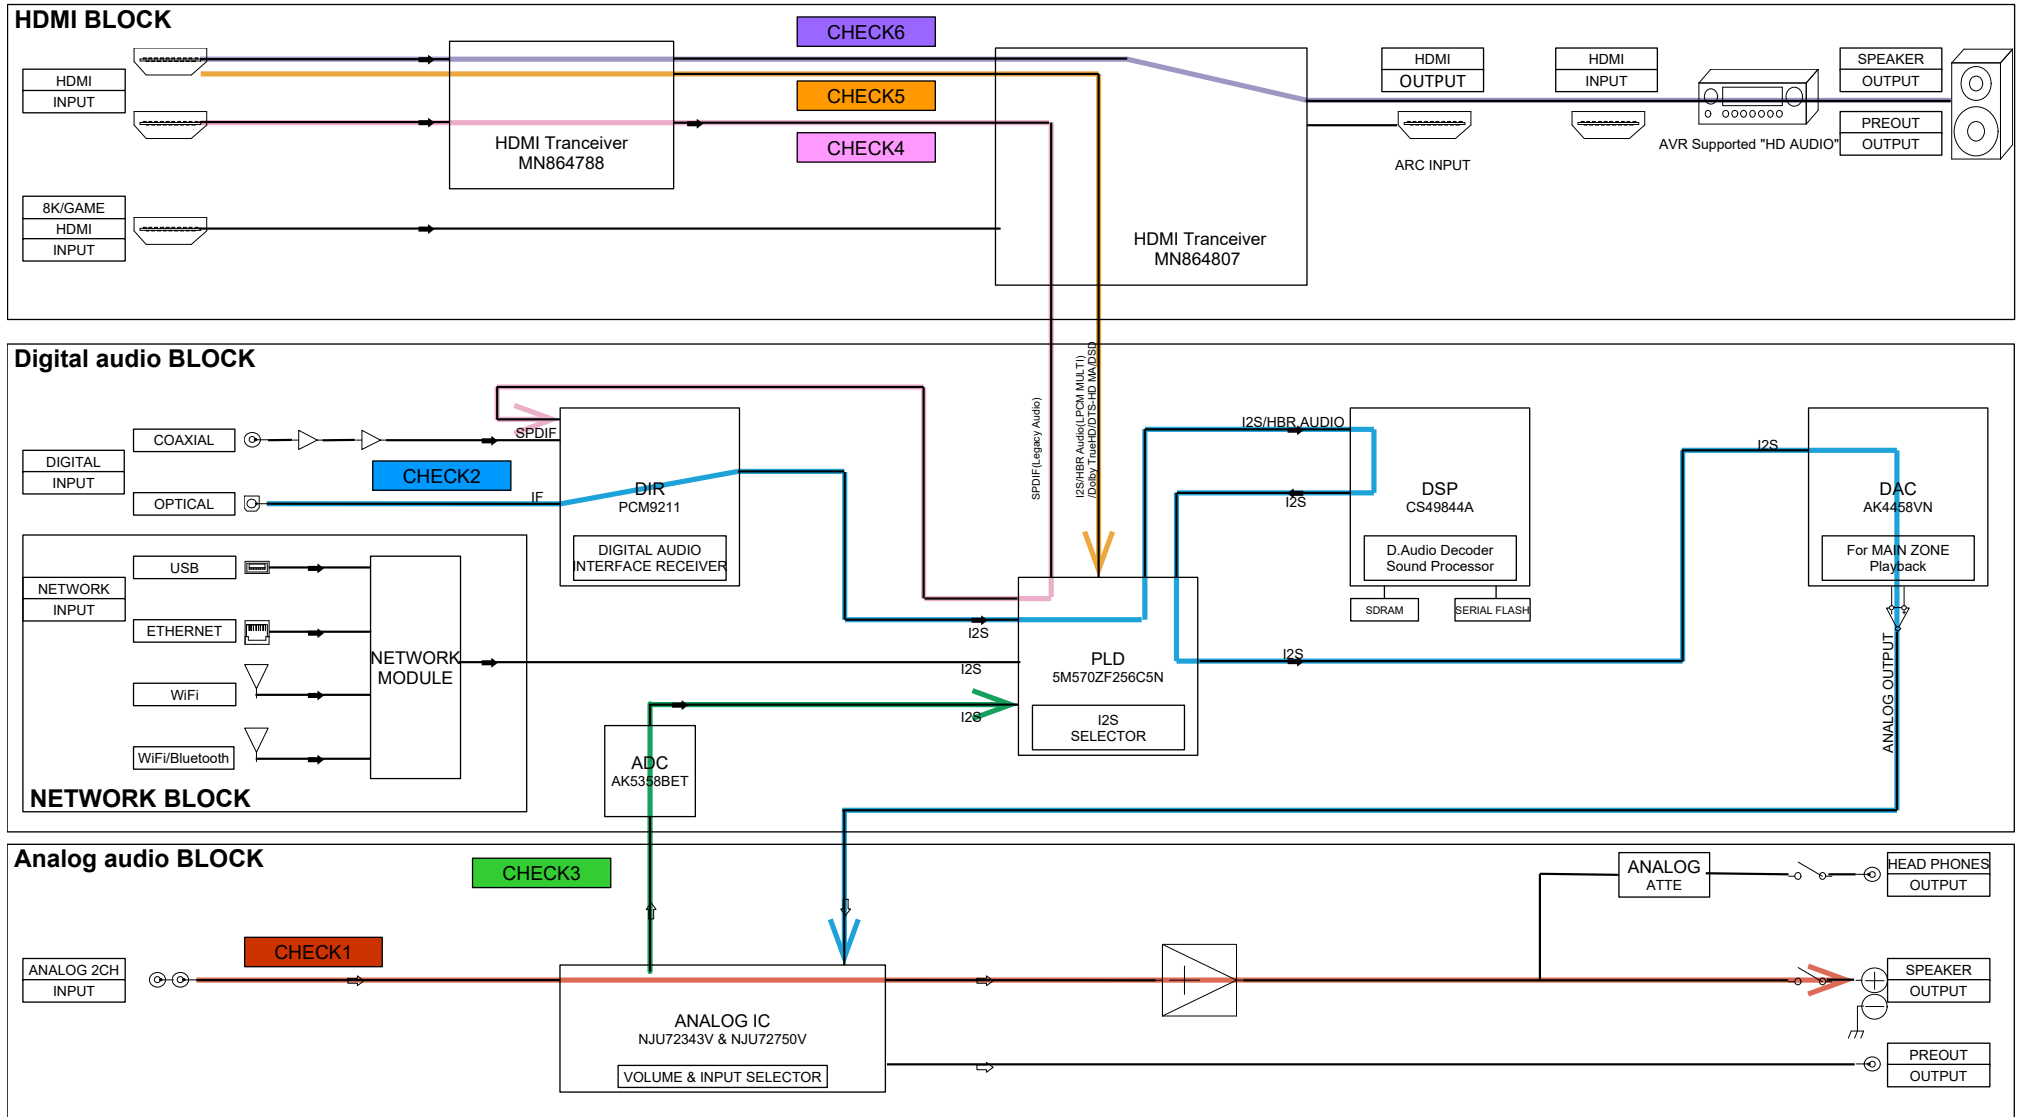 HDMI BLOCK
CHECK6
HDMI
INPUT
CHECK5
CHECK4
HDMI Tranceiver
MN864788
HDMI
OUTPUT
ARC INPUT
HDMI
INPUT
AVR Supported "HD AUDIO"
SPEAKER
OUTPUT
PREOUT
OUTPUT
8K/GAME
HDMI
INPUT
HDMI Tranceiver
MN864807
Digital audio BLOCK
SPDIF(Legacy Audio)
I2S/HBR Audio(LPCM MULTI)
/Dolby TrueHD/DTS-HD MA/DSD
DIGITAL
INPUT
COAXIAL
SPDIF
CHECK2
OPTICAL
IF
DIR
PCM9211
DIGITAL AUDIO
INTERFACE RECEIVER
I2S/HBR AUDIO
I2S
DSP
CS49844A
D.Audio Decoder
Sound Processor
SDRAM
SERIAL FLASH
I2S
DAC
AK4458VN
For MAIN ZONE
Playback
ANALOG OUTPUT
NETWORK
INPUT
USB
ETHERNET
WiFi
WiFi/Bluetooth
NETWORK
MODULE
NETWORK BLOCK
I2S
I2S
I2S
PLD
5M570ZF256C5N
I2S
SELECTOR
I2S
ADC
AK5358BET
Analog audio BLOCK
CHECK3
CHECK1
ANALOG 2CH
INPUT
ANALOG IC
NJU72343V & NJU72750V
VOLUME & INPUT SELECTOR
ANALOG
ATTE
HEAD PHONES
OUTPUT
SPEAKER
OUTPUT
PREOUT
OUTPUT